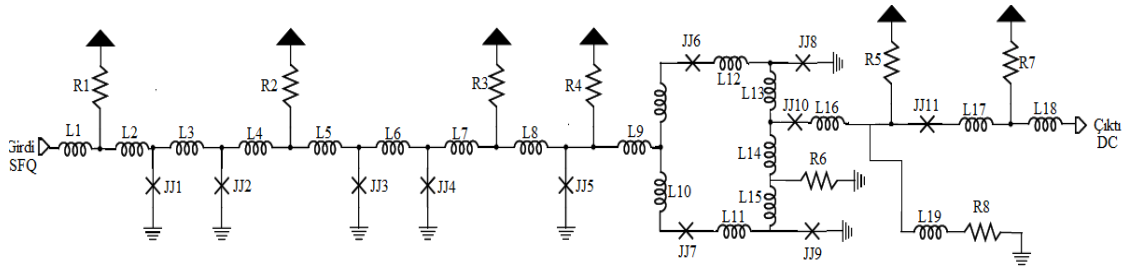 JJ6
JJ8
R1
R2
R3
R4
L12
L13
R5
R7
JJ10
L16
JJ11
L17
L18
Girdi
SFQ
L1
L2
L3
L4
L5
L6
L7
L8
L9
Çıktı
DC
L14
R6
L10
L15
JJ1
JJ2
JJ3
JJ4
JJ5
L11
JJ7
JJ9
L19
R8